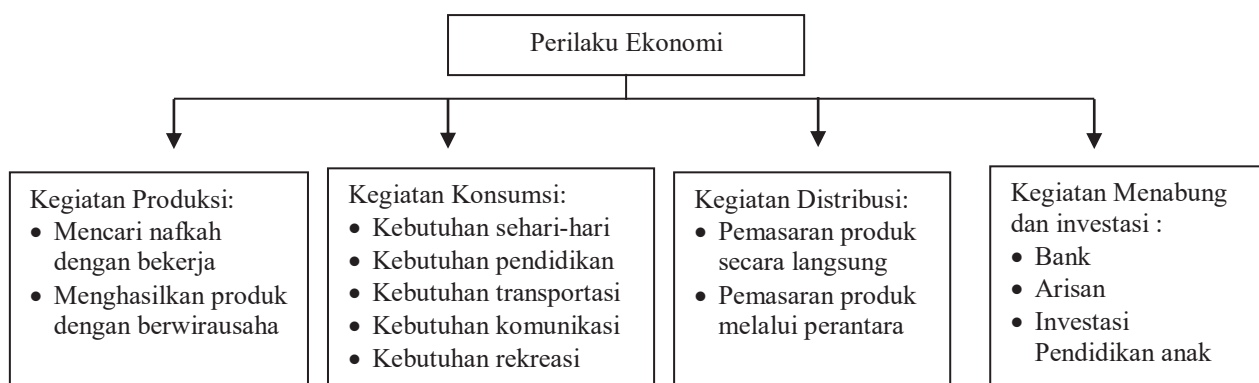 Perilaku Ekonomi
Kegiatan Produksi:
• Mencari nafkah
dengan bekerja
• Menghasilkan produk
dengan berwirausaha
Kegiatan Konsumsi:
• Kebutuhan sehari-hari
• Kebutuhan pendidikan
• Kebutuhan transportasi
• Kebutuhan komunikasi
• Kebutuhan rekreasi
Kegiatan Distribusi:
• Pemasaran produk
secara langsung
• Pemasaran produk
melalui perantara
Kegiatan Menabung
dan investasi :
• Bank
• Arisan
• Investasi
Pendidikan anak